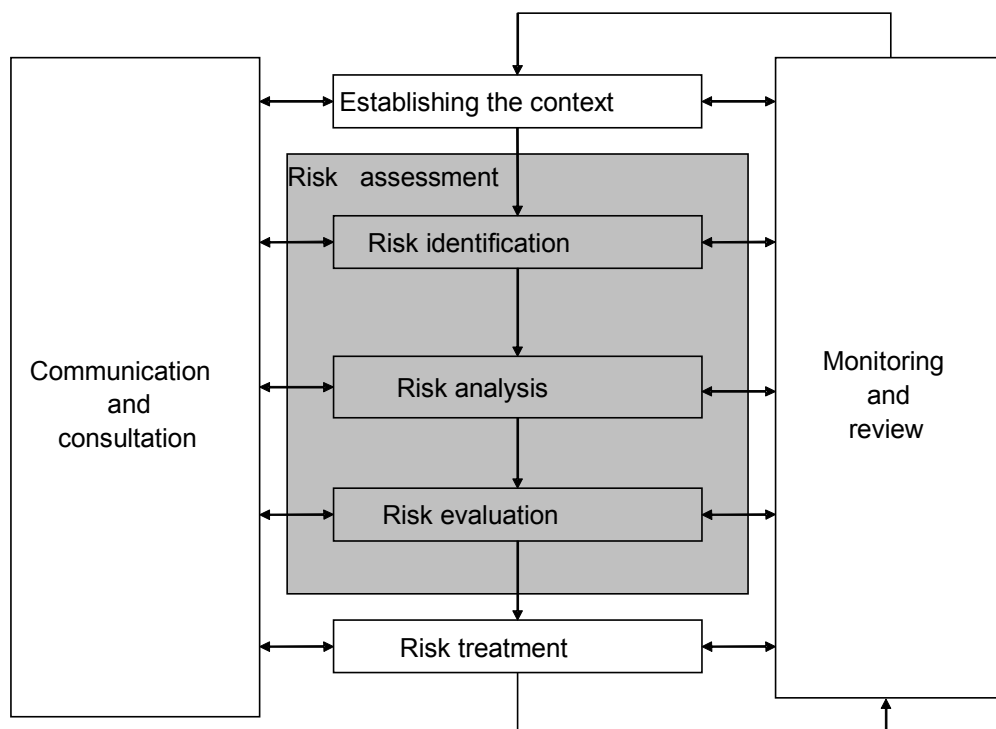 Establishing the context
Risk assessment
Risk identification
Risk analysis
Risk evaluation
Risk treatment
Communication
and
consultation
Monitoring
and
review